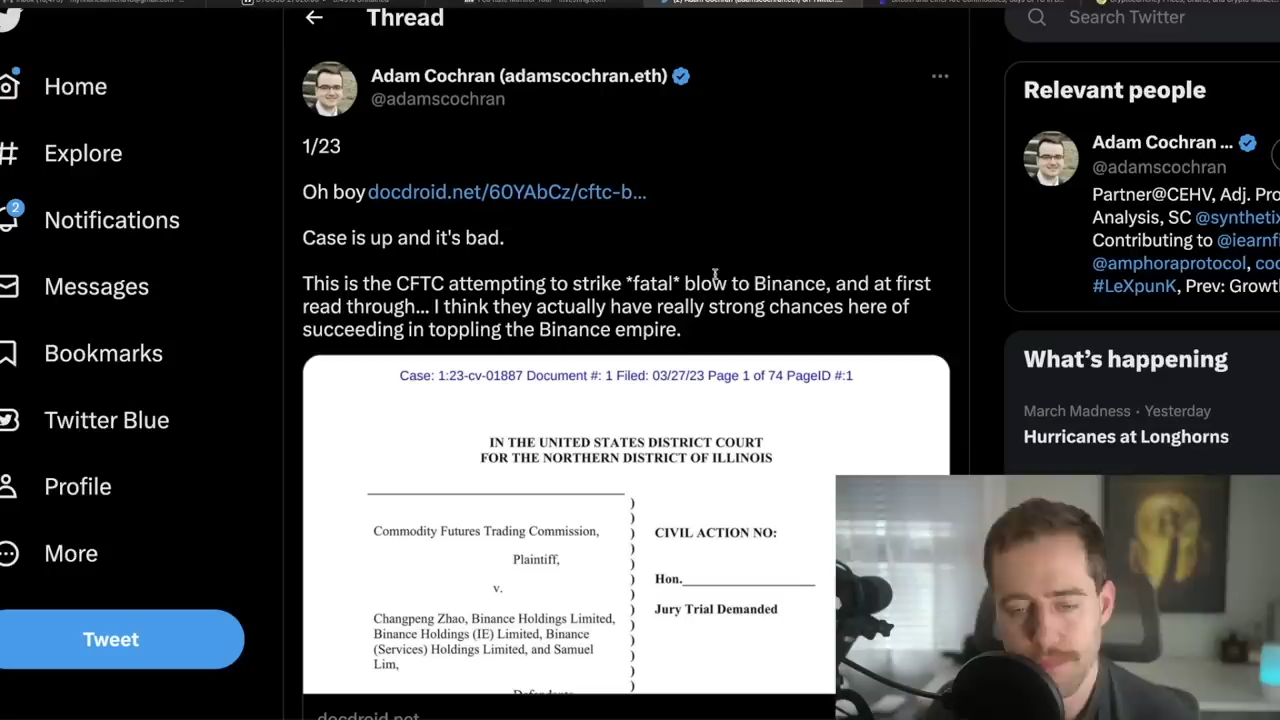 Thread
Search Twitter
Home
Explore
2
Notifications
Messages
Bookmarks
Twitter Blue
Profile
More
Tweet
Adam Cochran (adamscochran.eth)
@adamscochran
1/23
Oh boy docdroid.net/60YAbCz/cftc-b...
Case is up and it's bad.
This is the CFTC attempting to strike *fatal* blow to Binance, and at first
read through... I think they actually have really strong chances here of
succeeding in toppling the Binance empire.
Case: 1:23-cv-01887 Document #: 1 Filed: 03/27/23 Page 1 of 74 PageID #:1
IN THE UNITED STATES DISTRICT COURT
FOR THE NORTHERN DISTRICT OF ILLINOIS
Commodity Futures Trading Commission,
Plaintiff,
v.
Changpeng Zhao, Binance Holdings Limited,
Binance Holdings (IE) Limited, Binance
(Services) Holdings Limited, and Samuel
Lim,
CIVIL ACTION NO:
Hon.
Jury Trial Demanded
docdroid.net
Relevant people
Adam Cochran ...
@adamscochran
Partner@CEHV, Adj. Pro
Analysis, SC @synthetix
Contributing to @iearnfi
@amphoraprotocol, coo
#LeXpunK, Prev: Growt
What's happening
March Madness · Yesterday
Hurricanes at Longhorns